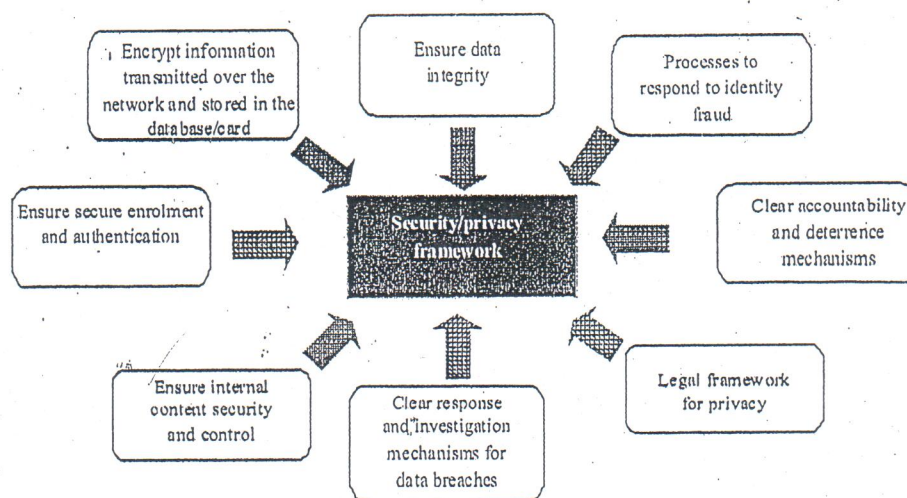 Encrypt information
transmitted over the
network and stored in the
database/card
Ensure data
integrity
Processes to
respond to identity
fraud
Ensure secure enrolment
and authentication
Security/privacy
framework
Clear accountability
and deterrence
mechanisms
Ensure internal
content security
and control
Clear response
and investigation
mechanisms for
data breaches
Legal framework
for privacy